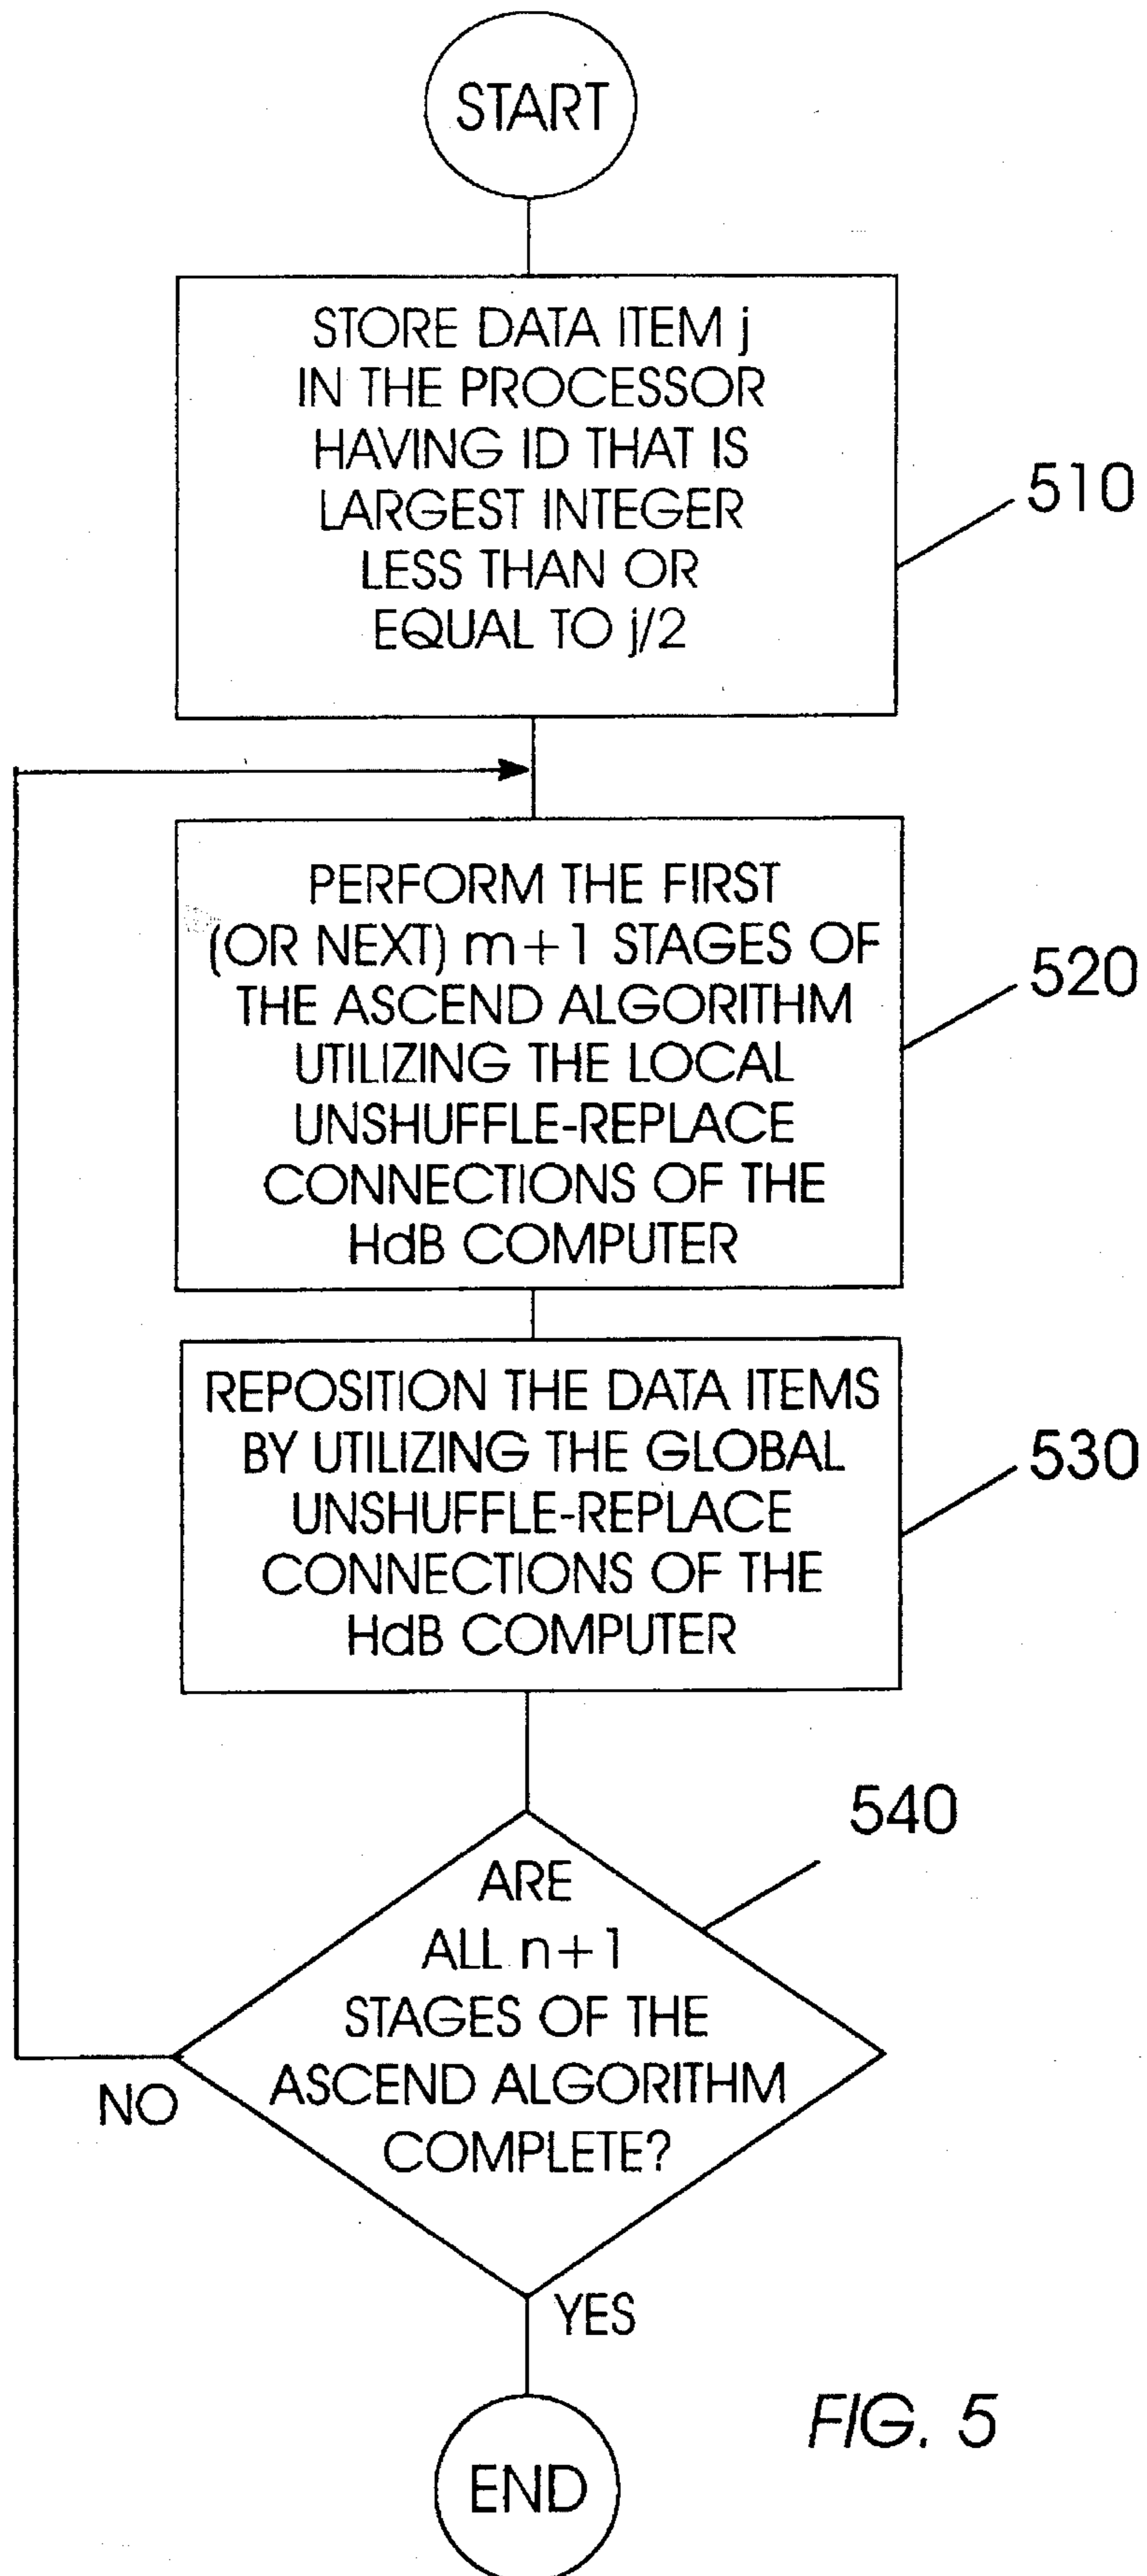 START
STORE DATA ITEM j
IN THE PROCESSOR
HAVING ID THAT IS
LARGEST INTEGER
LESS THAN OR
EQUAL TO j/2
510
PERFORM THE FIRST
(OR NEXT) m+1 STAGES OF
THE ASCEND ALGORITHM
UTILIZING THE LOCAL
UNSHUFFLE-REPLACE
CONNECTIONS OF THE
HdB COMPUTER
520
REPOSITION THE DATA ITEMS
BY UTILIZING THE GLOBAL
UNSHUFFLE-REPLACE
CONNECTIONS OF THE
HdB COMPUTER
530
540
ARE
ALL n+1
STAGES OF THE
ASCEND ALGORITHM
COMPLETE?
NO
YES
END
FIG. 5